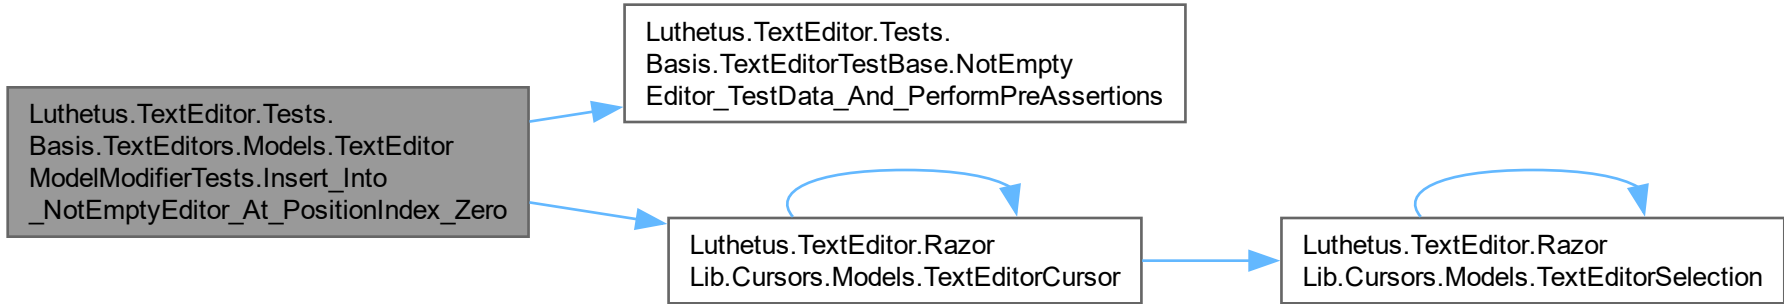 Luthetus.TextEditor.Tests.
Basis.TextEditorTestBase.NotEmpty
Editor_TestData_And_PerformPreAssertions
Luthetus.TextEditor.Tests.
Basis.TextEditors.Models.TextEditor
ModelModifierTests.Insert_Into
_NotEmptyEditor_At_PositionIndex_Zero
Luthetus.TextEditor.Razor
Lib.Cursors.Models.TextEditorCursor
Luthetus.TextEditor.Razor
Lib.Cursors.Models.TextEditorSelection